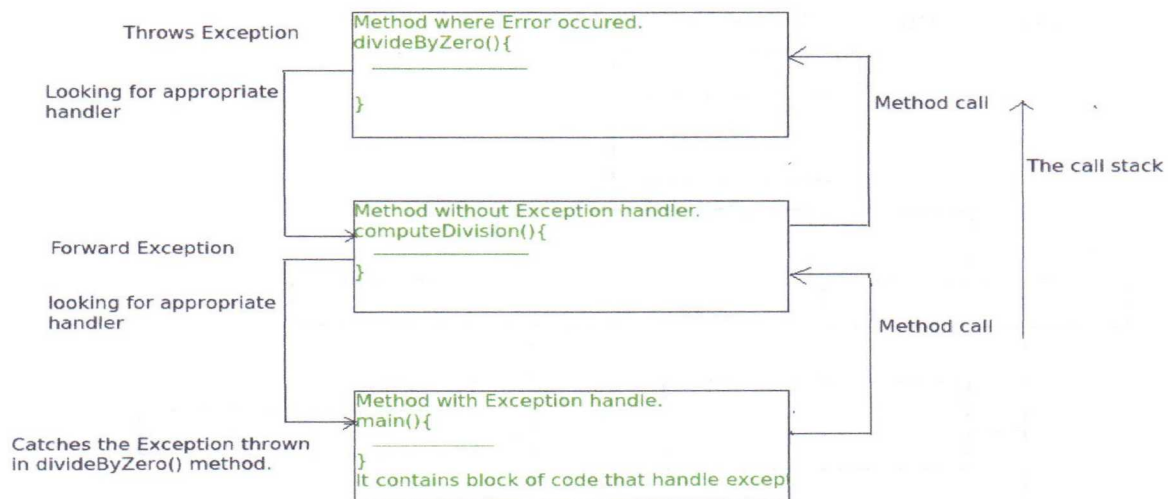 Throws Exception
Method where Error occured.
divideByZero(){
}
Looking for appropriate
handler
Method call
The call stack
Method without Exception handler.
computeDivision(){
}
Forward Exception
looking for appropriate
handler
Method call
Method with Exception handle.
main(){
}
It contains block of code that handle excep
Catches the Exception thrown
in divideByZero() method.